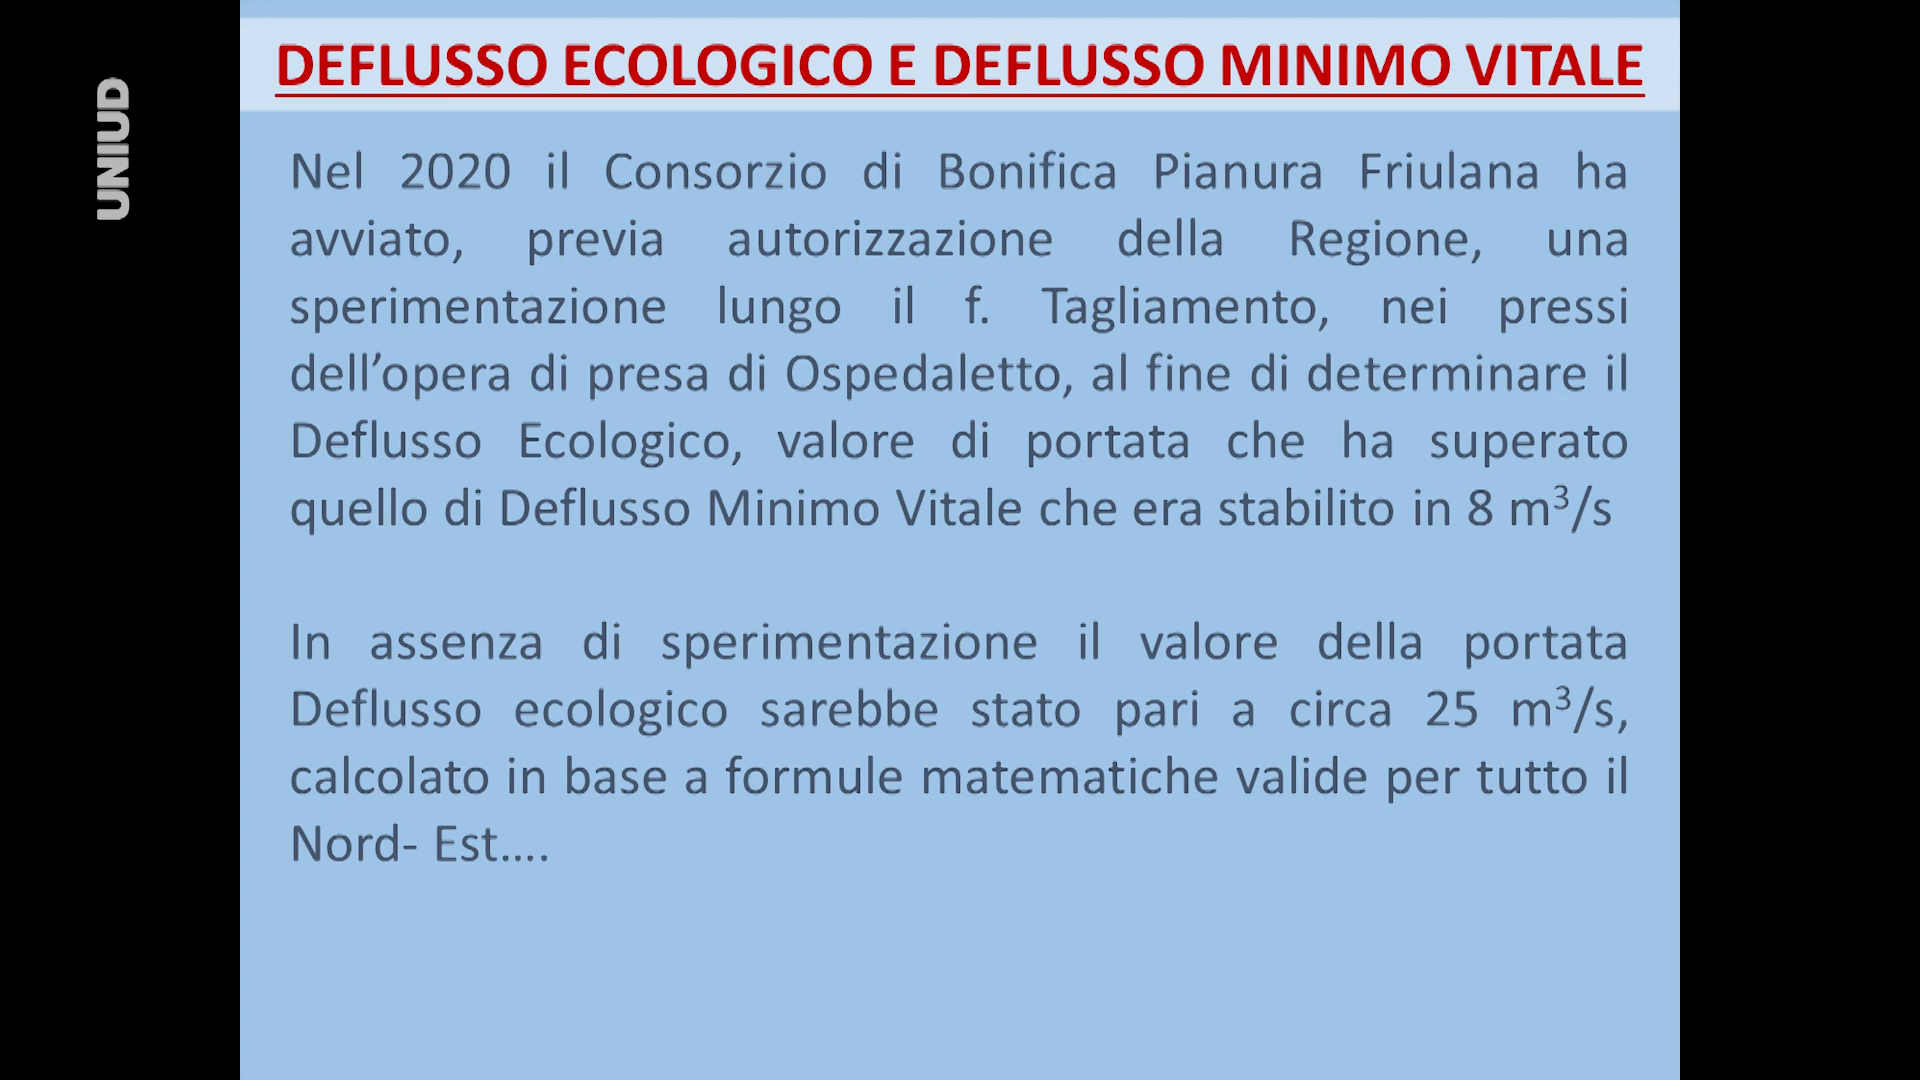 UNIUD
DEFLUSSO ECOLOGICO E DEFLUSSO MINIMO VITALE
Nel 2020 il Consorzio di Bonifica Pianura Friulana ha
avviato, previa autorizzazione della Regione, una
sperimentazione lungo il f. Tagliamento, nei pressi
dell’opera di presa di Ospedaletto, al fine di determinare il
Deflusso Ecologico, valore di portata che ha superato
quello di Deflusso Minimo Vitale che era stabilito in 8 m³/s
In assenza di sperimentazione il valore della portata
Deflusso ecologico sarebbe stato pari a circa 25 m³/s,
calcolato in base a formule matematiche valide per tutto il
Nord- Est....